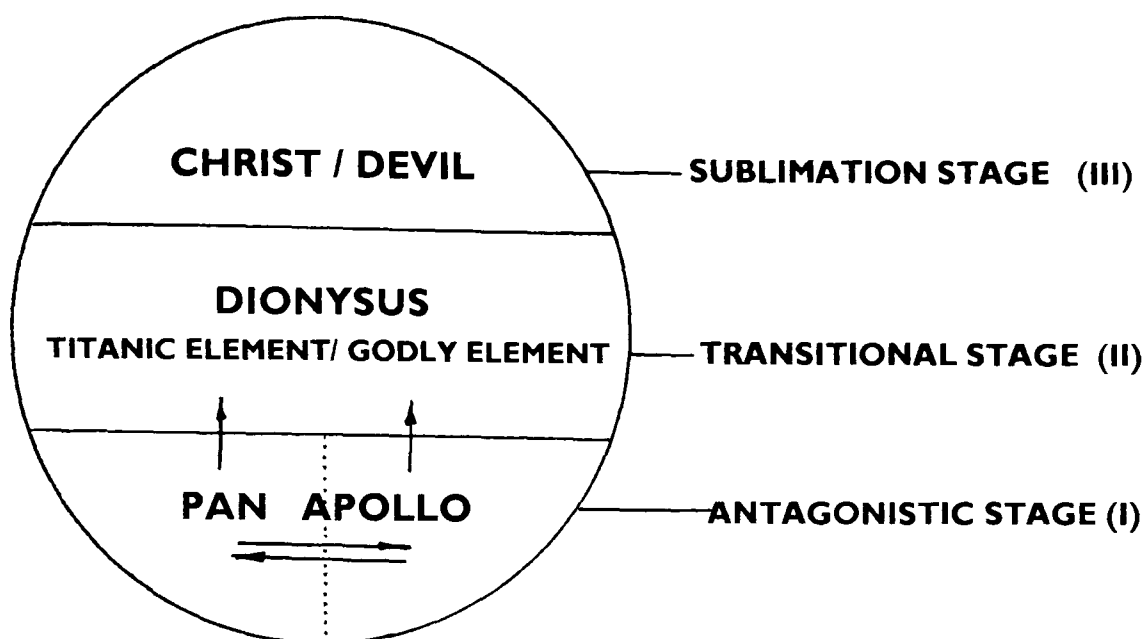 CHRIST / DEVIL
SUBLIMATION STAGE (III)
DIONYSUS
TITANIC ELEMENT/ GODLY ELEMENT
TRANSITIONAL STAGE (II)
PAN APOLLO
ANTAGONISTIC STAGE (I)